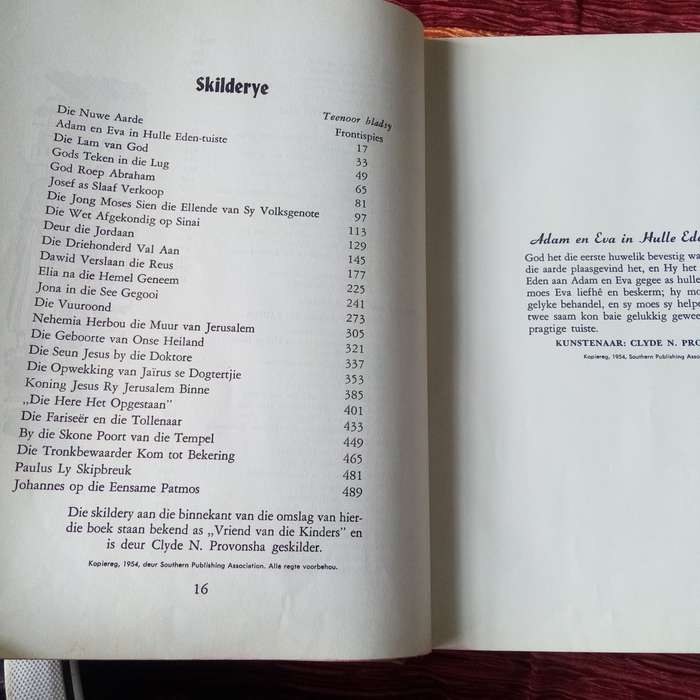 Skilderye
Teenoor bladsy
Die Nuwe Aarde Frontispies
Adam en Eva in Hulle Eden-tuiste 17
Die Lam van God 33
Gods Teken in die Lug 49
God Roep Abraham 65
Josef as Slaaf Verkoop 81
Die Jong Moses Sien die Ellende van Sy Volksgenote 97
Die Wet Afgekondig op Sinai 113
Deur die Jordaan 129
Die Driehonderd Val Aan 145
Dawid Verslaan die Reus 177
Elia na die Hemel Geneem 225
Jona in die See Gegooi 241
Die Vuuroond 273
Nehemia Herbou die Muur van Jerusalem 305
Die Geboorte van Onse Heiland 321
Die Seun Jesus by die Doktore 337
Die Opwekking van Jaïrus se Dogtertjie 353
Koning Jesus Ry Jerusalem Binne 385
„Die Here Het Opgestaan” 401
Die Fariseër en die Tollenaar 433
By die Skone Poort van die Tempel 449
Die Tronkbewaarder Kom tot Bekering 465
Paulus Ly Skipbreuk 481
Johannes op die Eensame Patmos 489
Die skildery aan die binnekant van die omslag van hier-
die boek staan bekend as „Vriend van die Kinders” en
is deur Clyde N. Provonsha geskilder.
Kopiereg, 1954, deur Southern Publishing Association. Alle regte voorbehou.
16
Adam en Eva in Hulle Ede
God het die eerste huwelik bevestig wa
die aarde plaasgevind het, en Hy het
Eden aan Adam en Eva gegee as hulle
moes Eva liefhê en beskerm; hy mo
gelyke behandel, en sy moes sy helpe
twee saam kon baie gelukkig gewee
pragtige tuiste.
KUNSTENAAR: CLYDE N. PRO
Kopiereg, 1954, Southern Publishing Asso